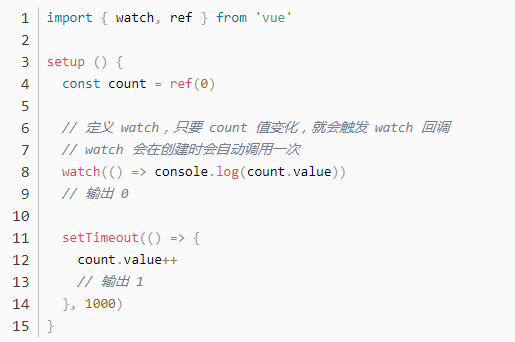 1 import { watch, ref } from 'vue'
2
3 setup () {
4   const count = ref(0)
5
6   // 定义 watch，只要 count 值变化，就会触发 watch 回调
7   // watch 会在创建时会自动调用一次
8   watch(() => console.log(count.value))
9   // 输出 0
10
11   setTimeout(() => {
12     count.value++
13     // 输出 1
14   }, 1000)
15 }